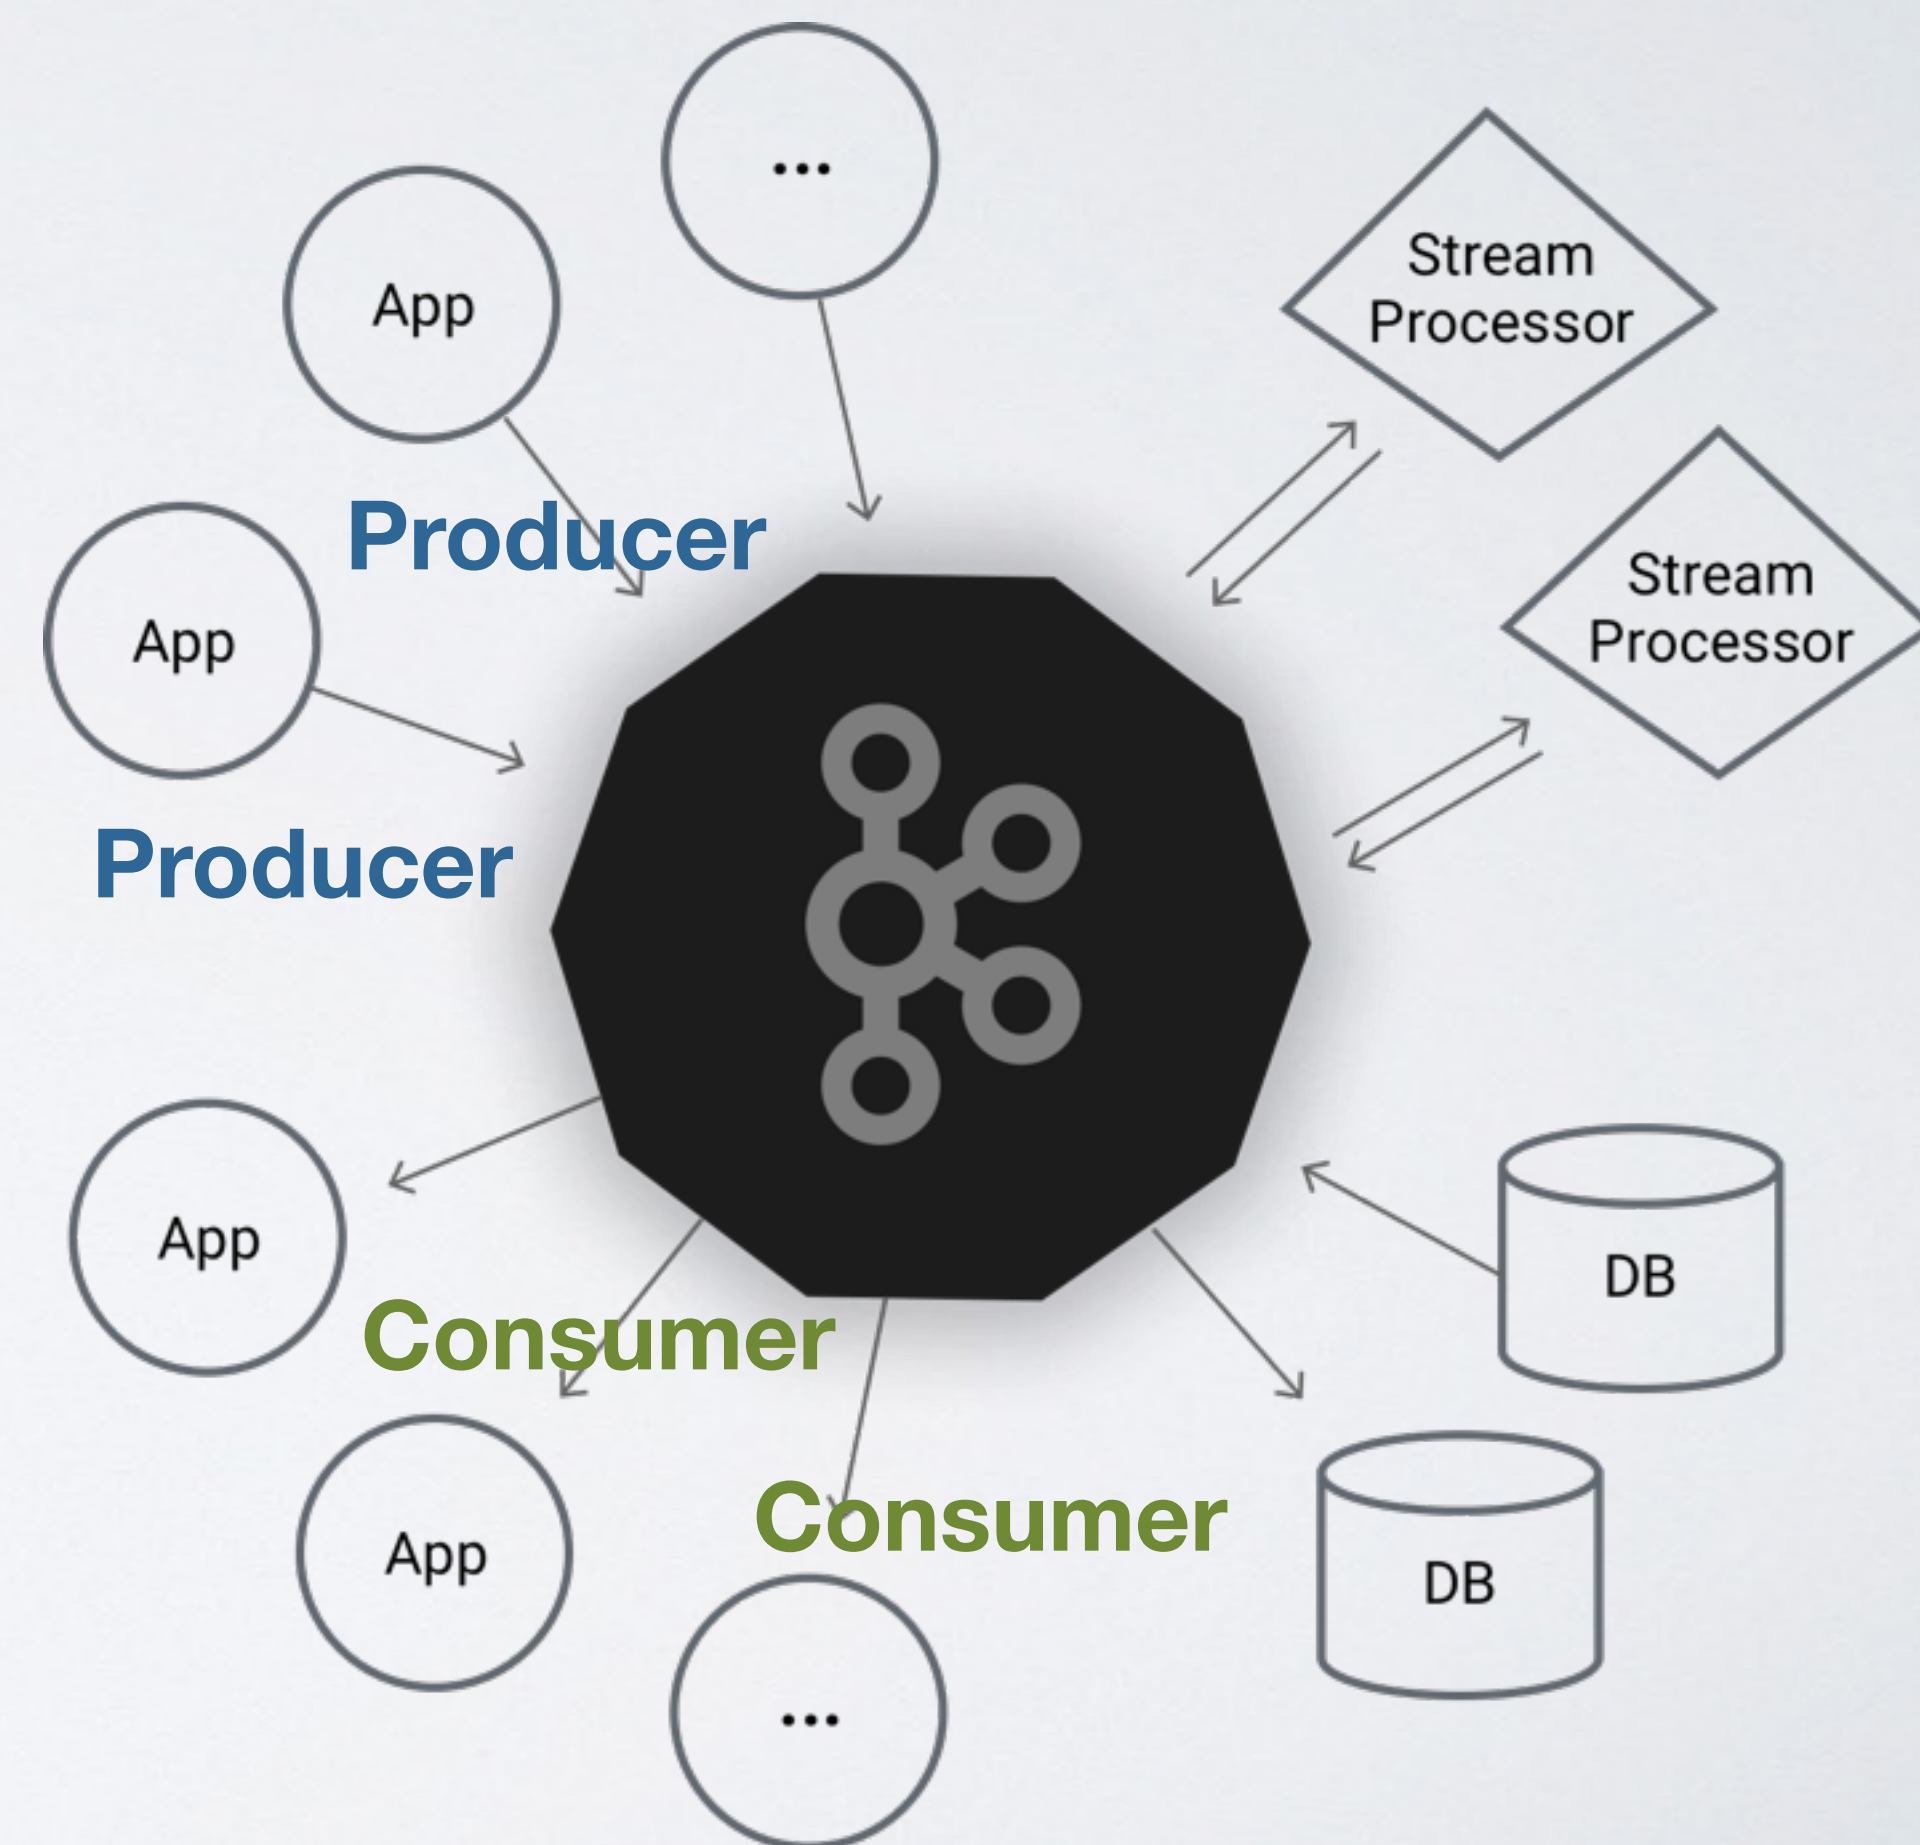 ...
App
Stream
Processor
Producer
App
Stream
Processor
Producer
App
Consumer
DB
App
Consumer
DB
...